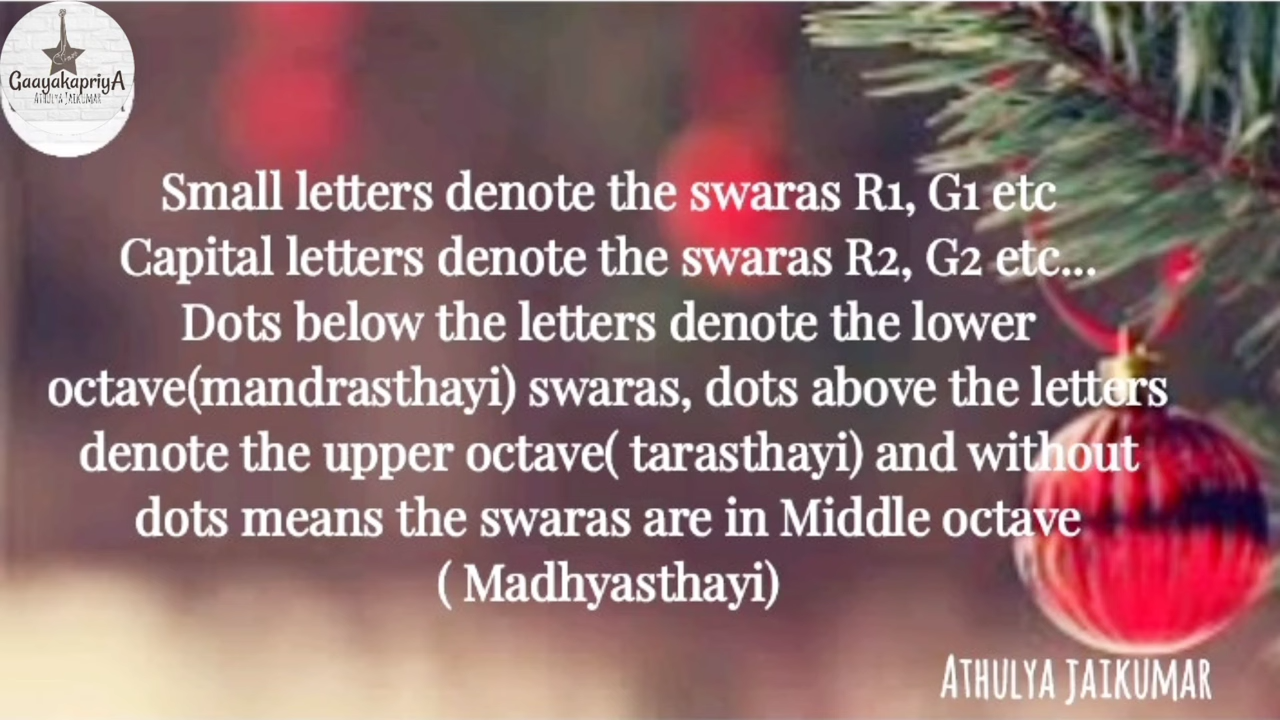 GaayakapriyA
ATHULYA JAIKUMAR
Small letters denote the swaras R1, G1 etc
Capital letters denote the swaras R2, G2 etc...
Dots below the letters denote the lower
octave(mandrasthayi) swaras, dots above the letters
denote the upper octave( tarasthayi) and without
dots means the swaras are in Middle octave
( Madhyasthayi)
ATHULYA JAIKUMAR